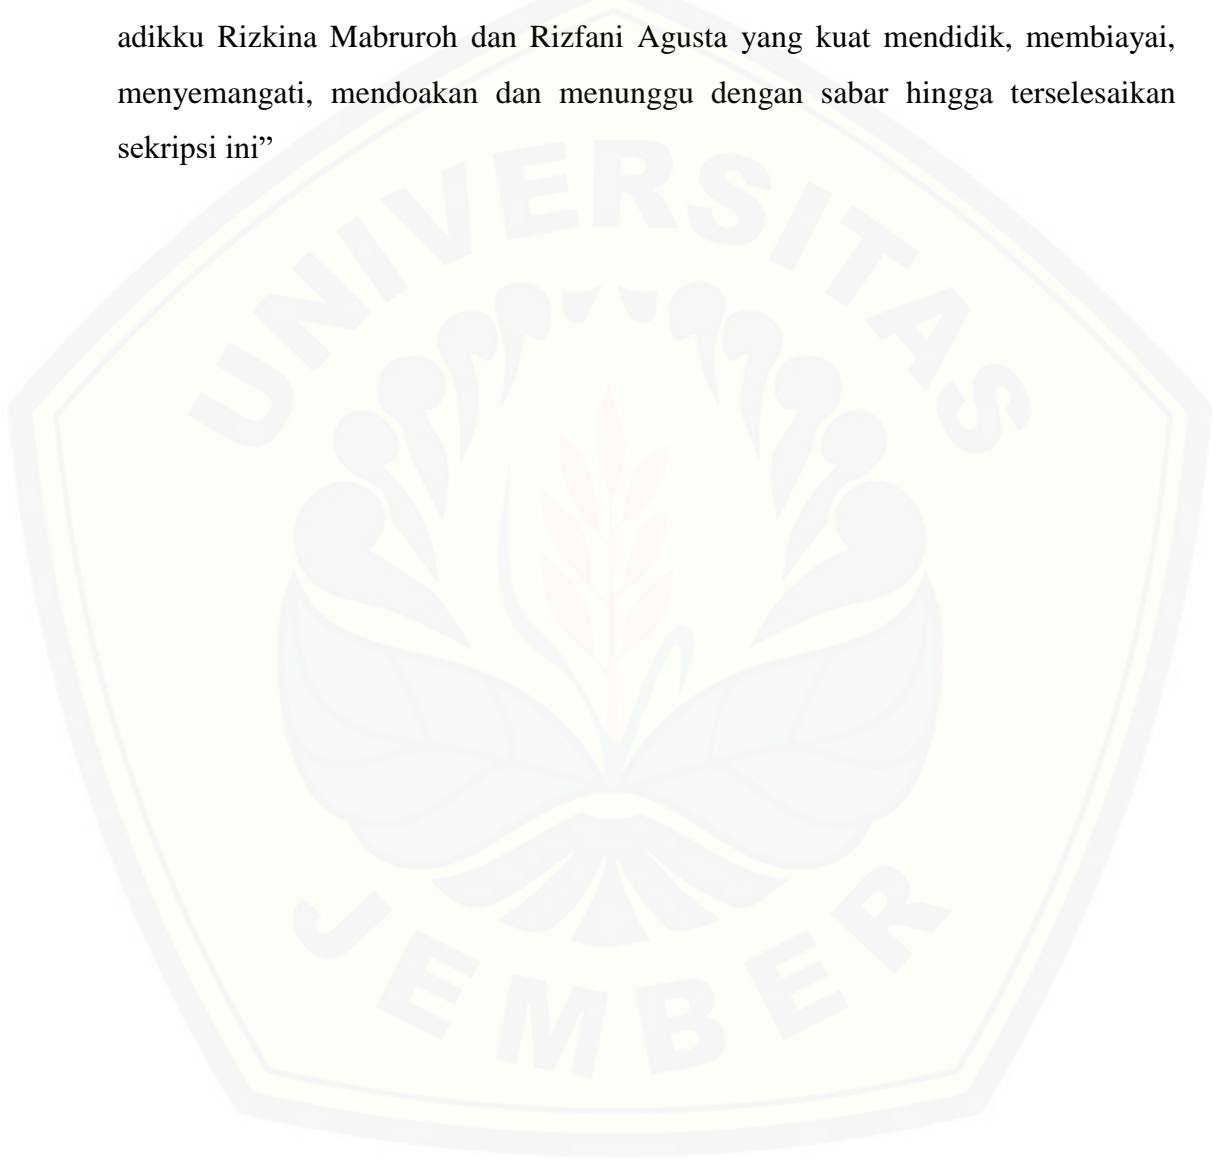 adikku Rizkina Mabruroh dan Rizfani Agusta yang kuat mendidik, membiayai,
menyemangati, mendoakan dan menunggu dengan sabar hingga terselesaikan
sekripsi ini”
UNIVERSITAS
JEMBER